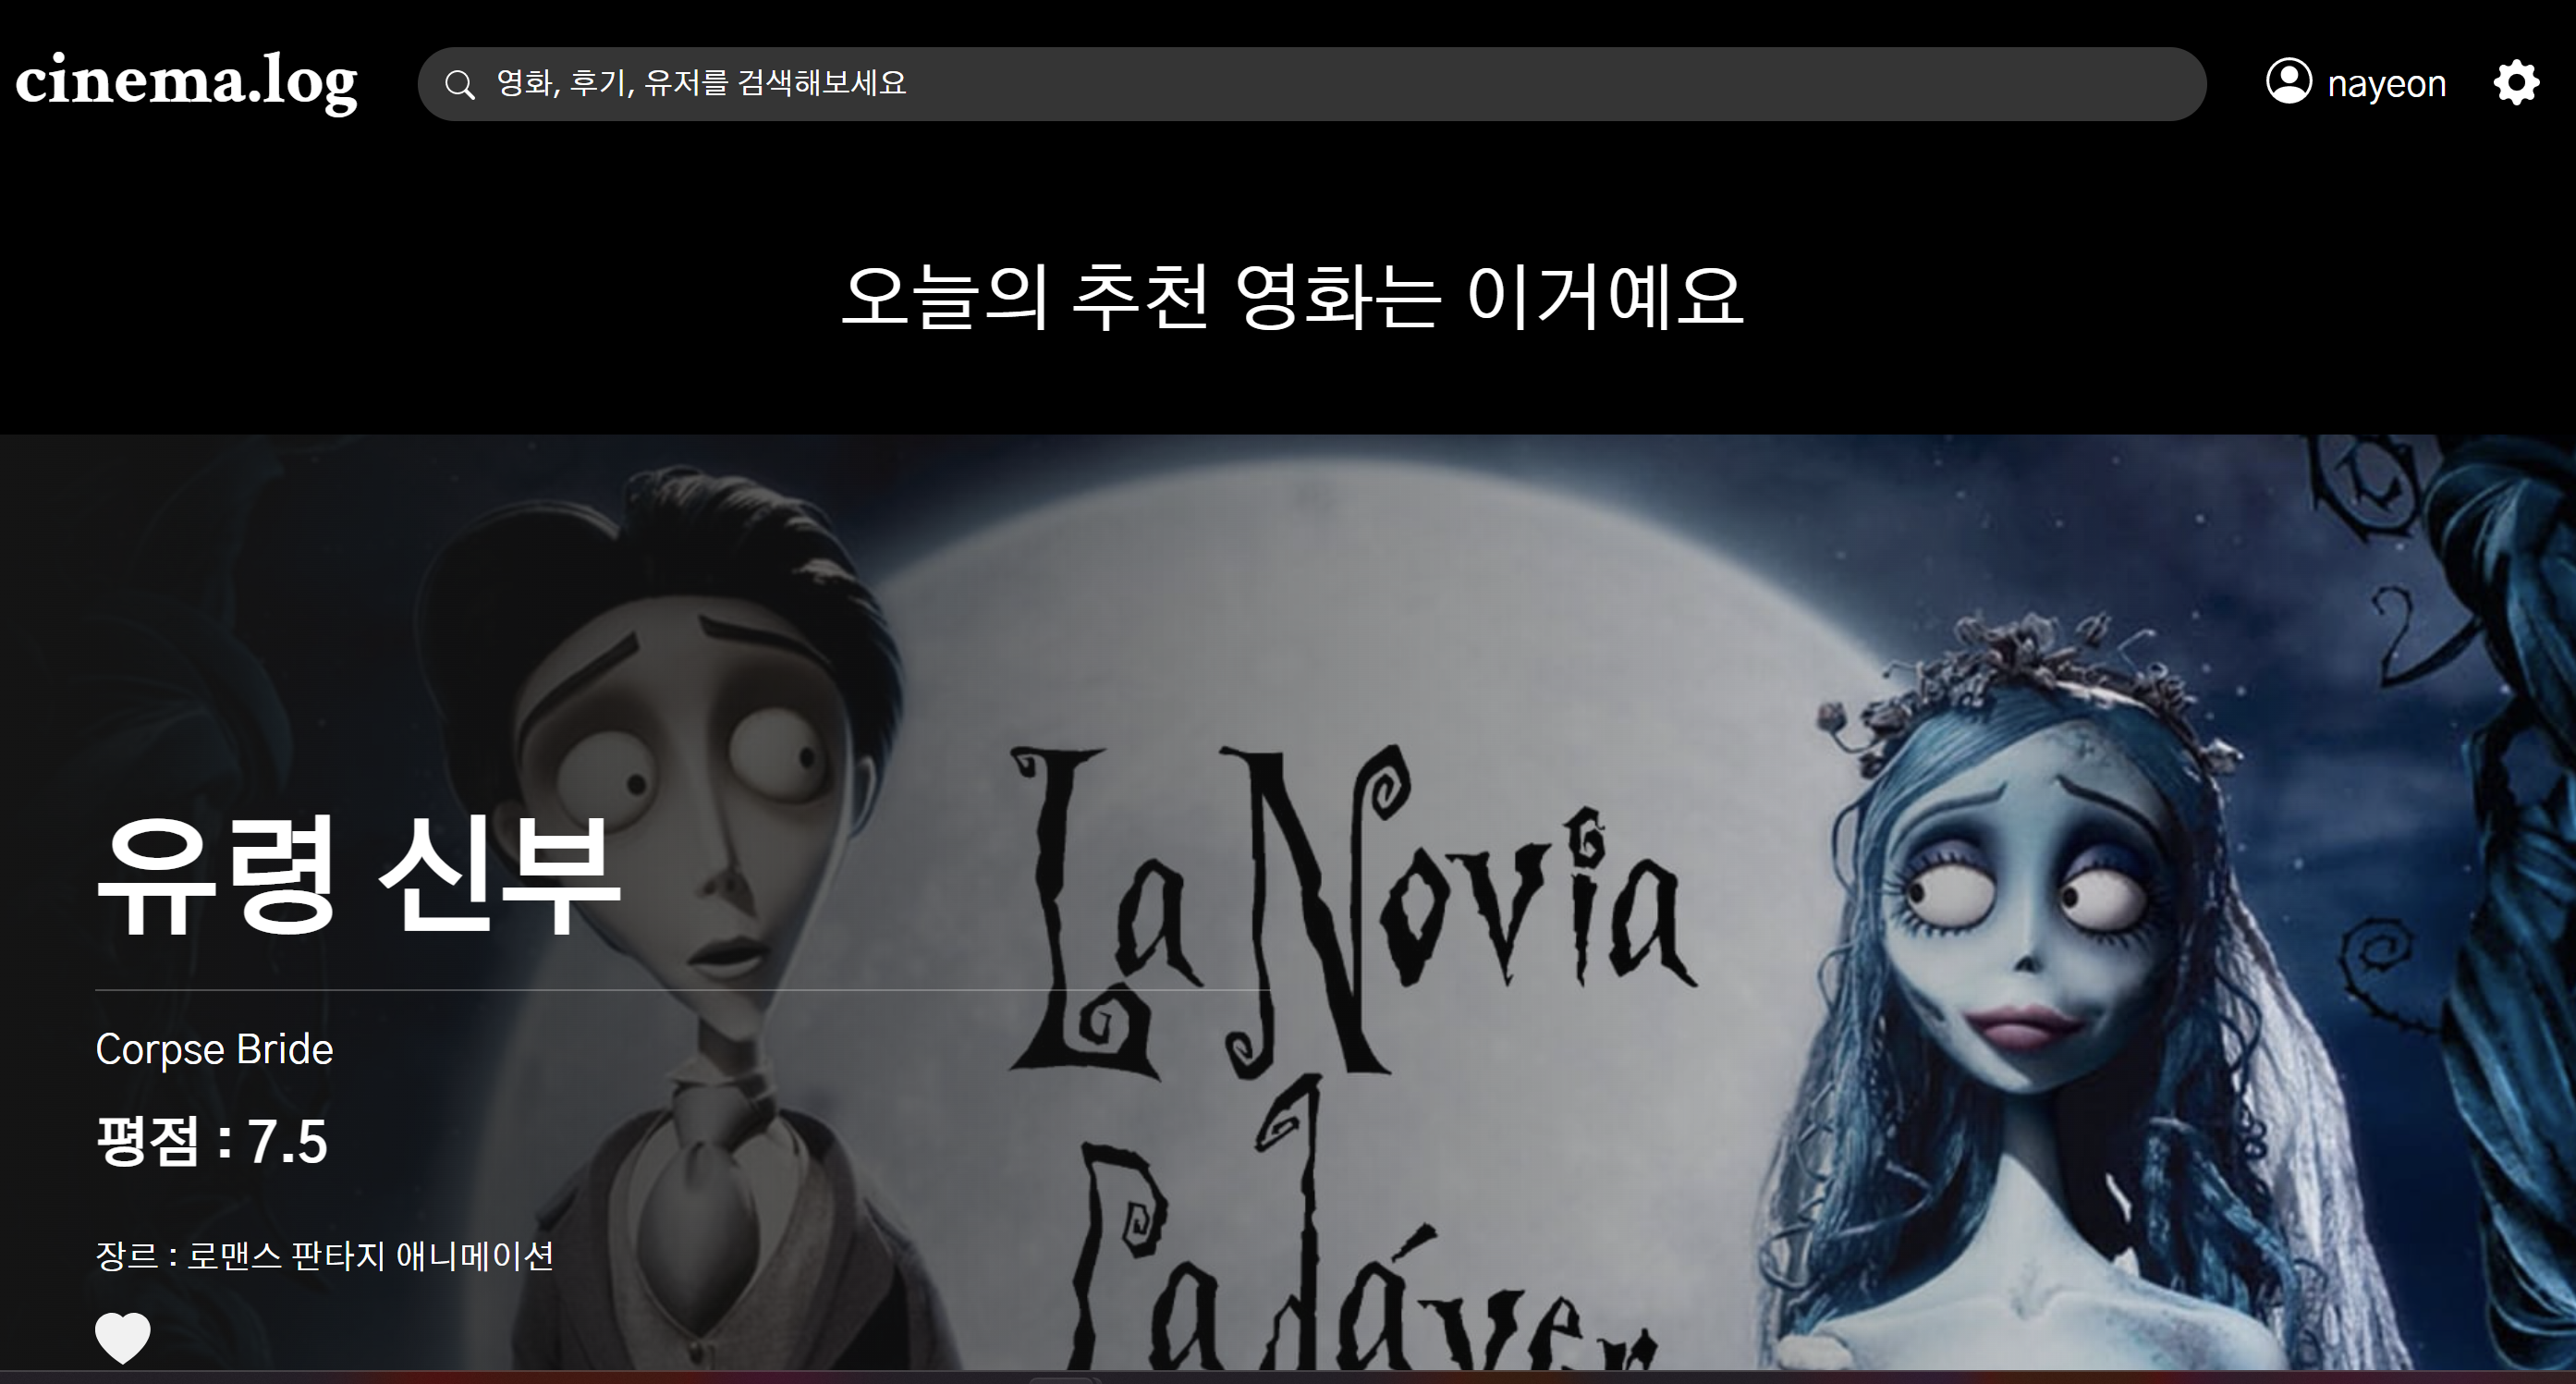 cinema.log
영화, 후기, 유저를 검색해보세요
nayeon
오늘의 추천 영화는 이거예요
La Novia
Cadáver
유령 신부
Corpse Bride
평점 : 7.5
장르 : 로맨스 판타지 애니메이션